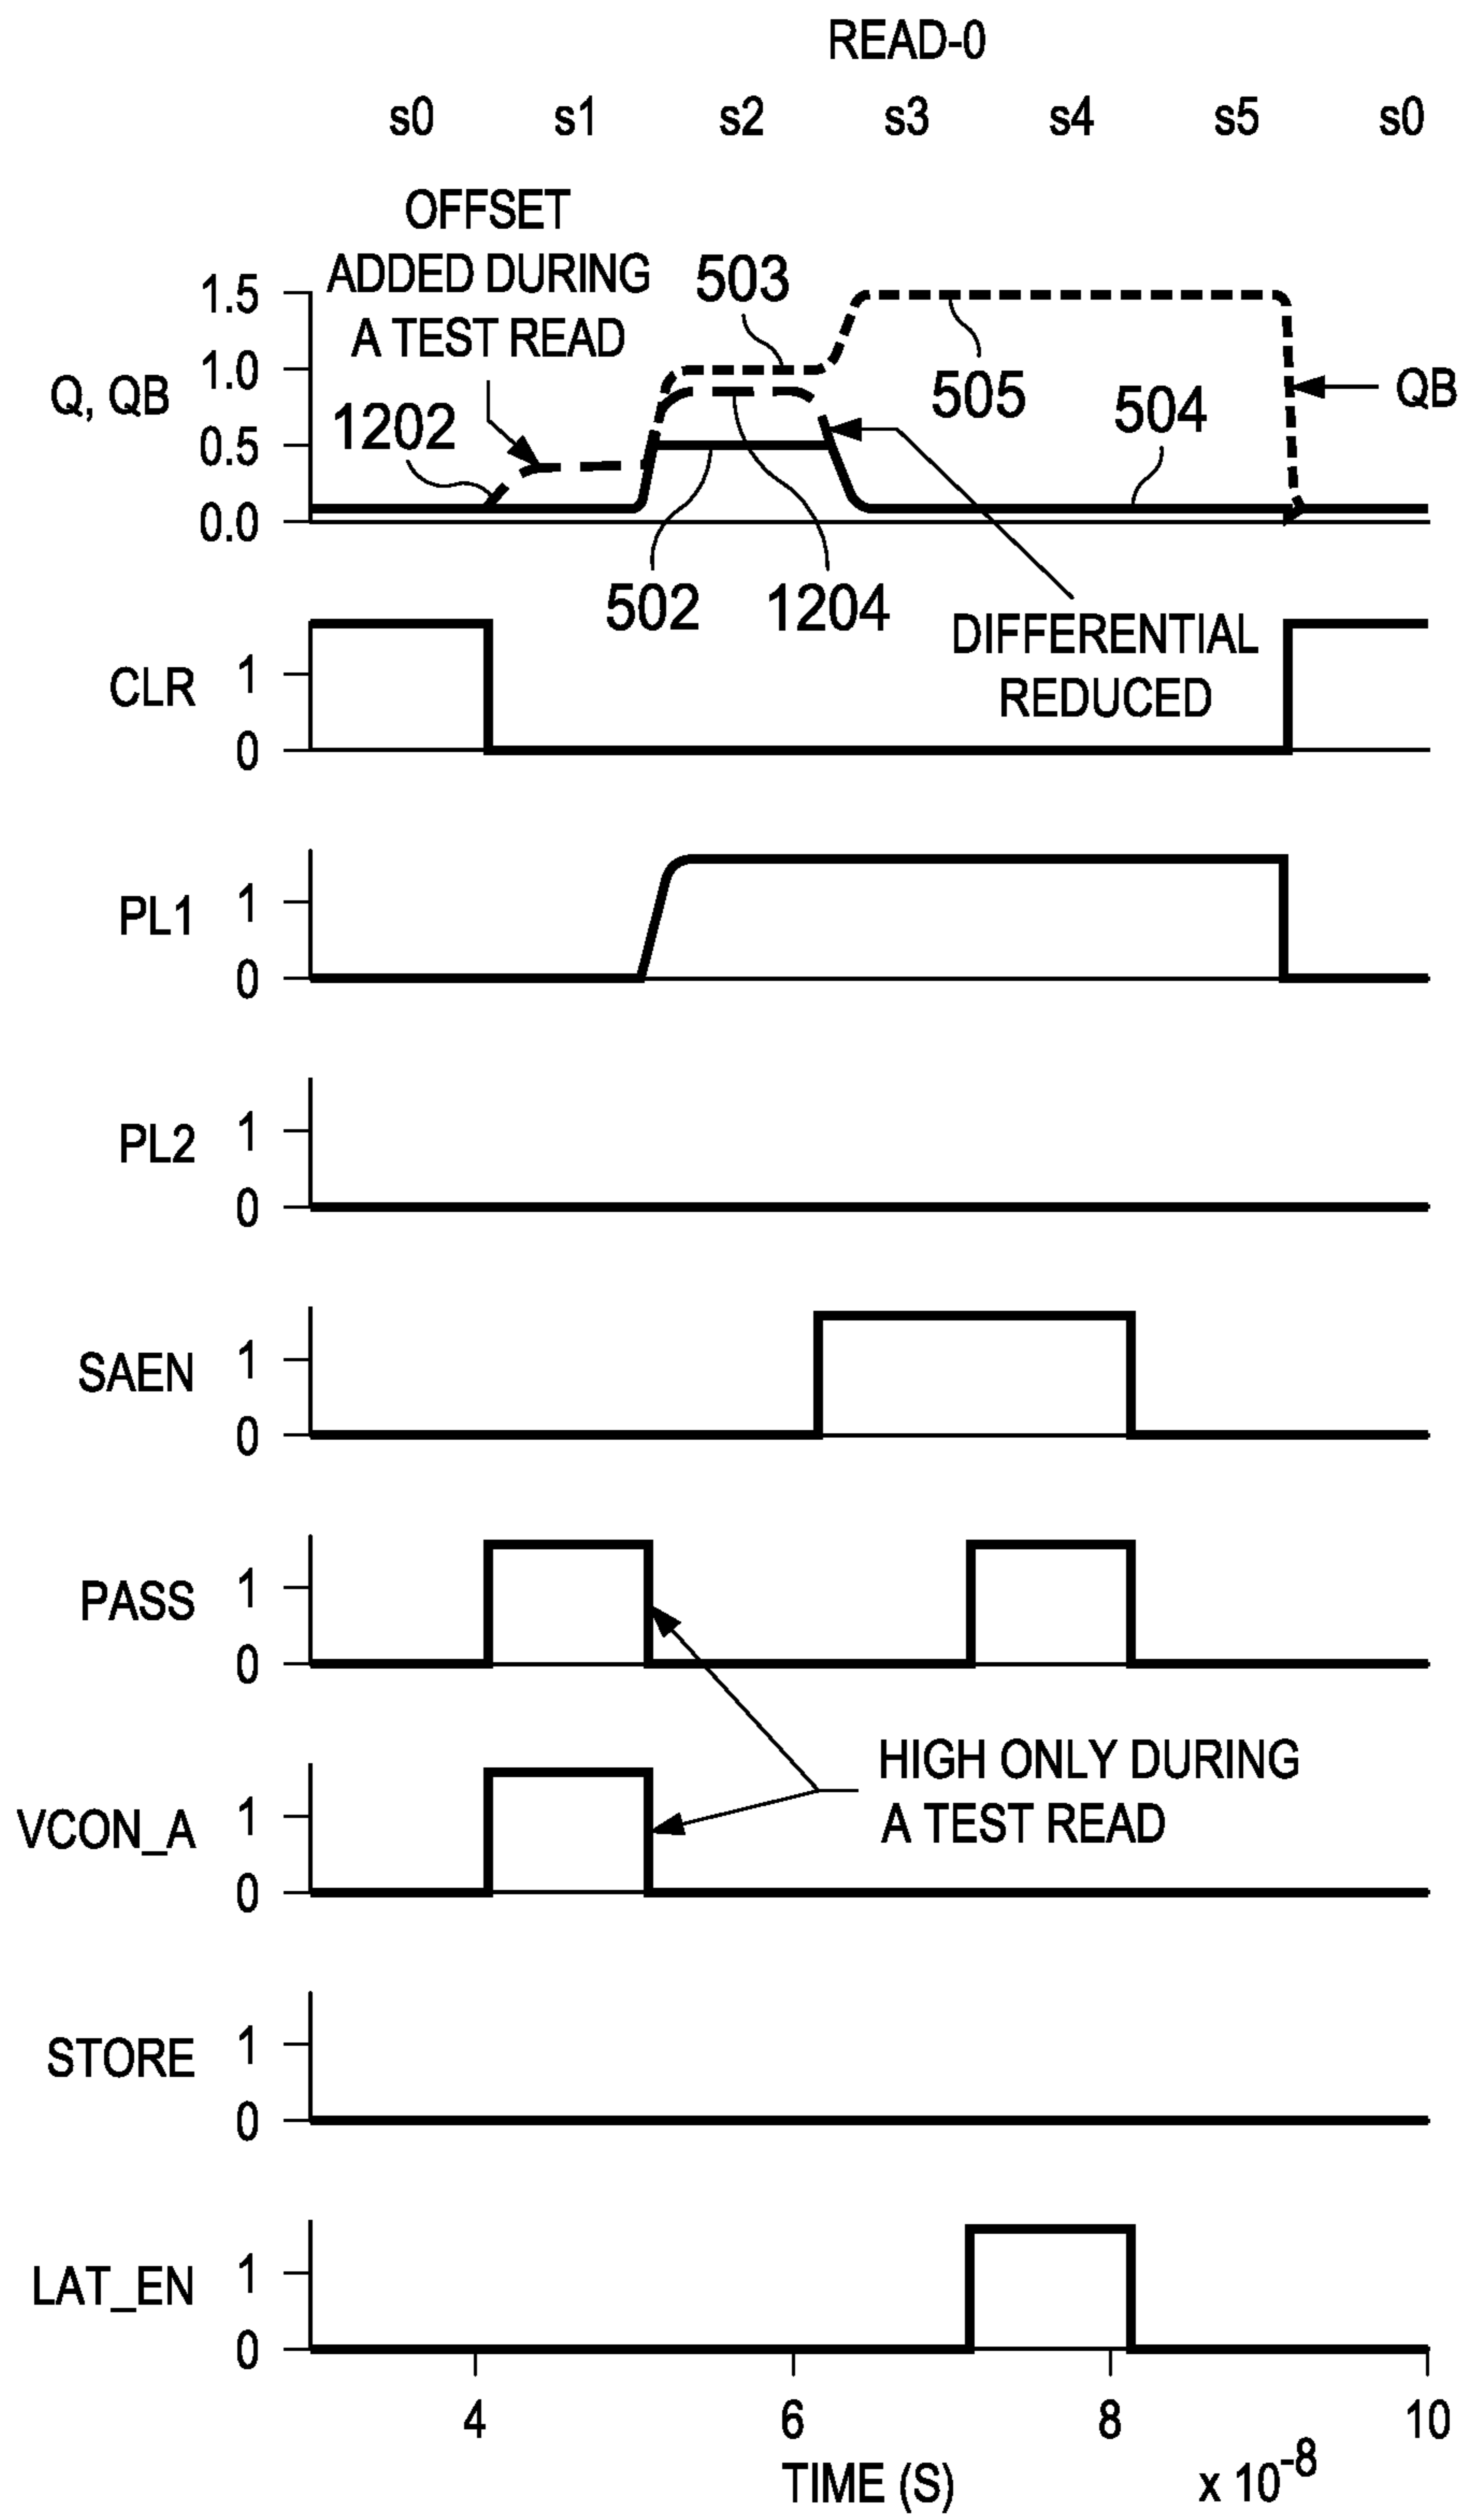 READ-0
s0 s1 s2 s3 s4 s5 s0
OFFSET
ADDED DURING
A TEST READ
503
1.5
1.0
Q, QB
0.5
0.0
1202
505
504
QB
502
1204
DIFFERENTIAL
REDUCED
CLR
1
0
PL1
1
0
PL2
1
0
SAEN
1
0
PASS
1
0
HIGH ONLY DURING
A TEST READ
VCON_A
1
0
STORE
1
0
LAT_EN
1
0
4 6 8 10
TIME (S)
x 10-8